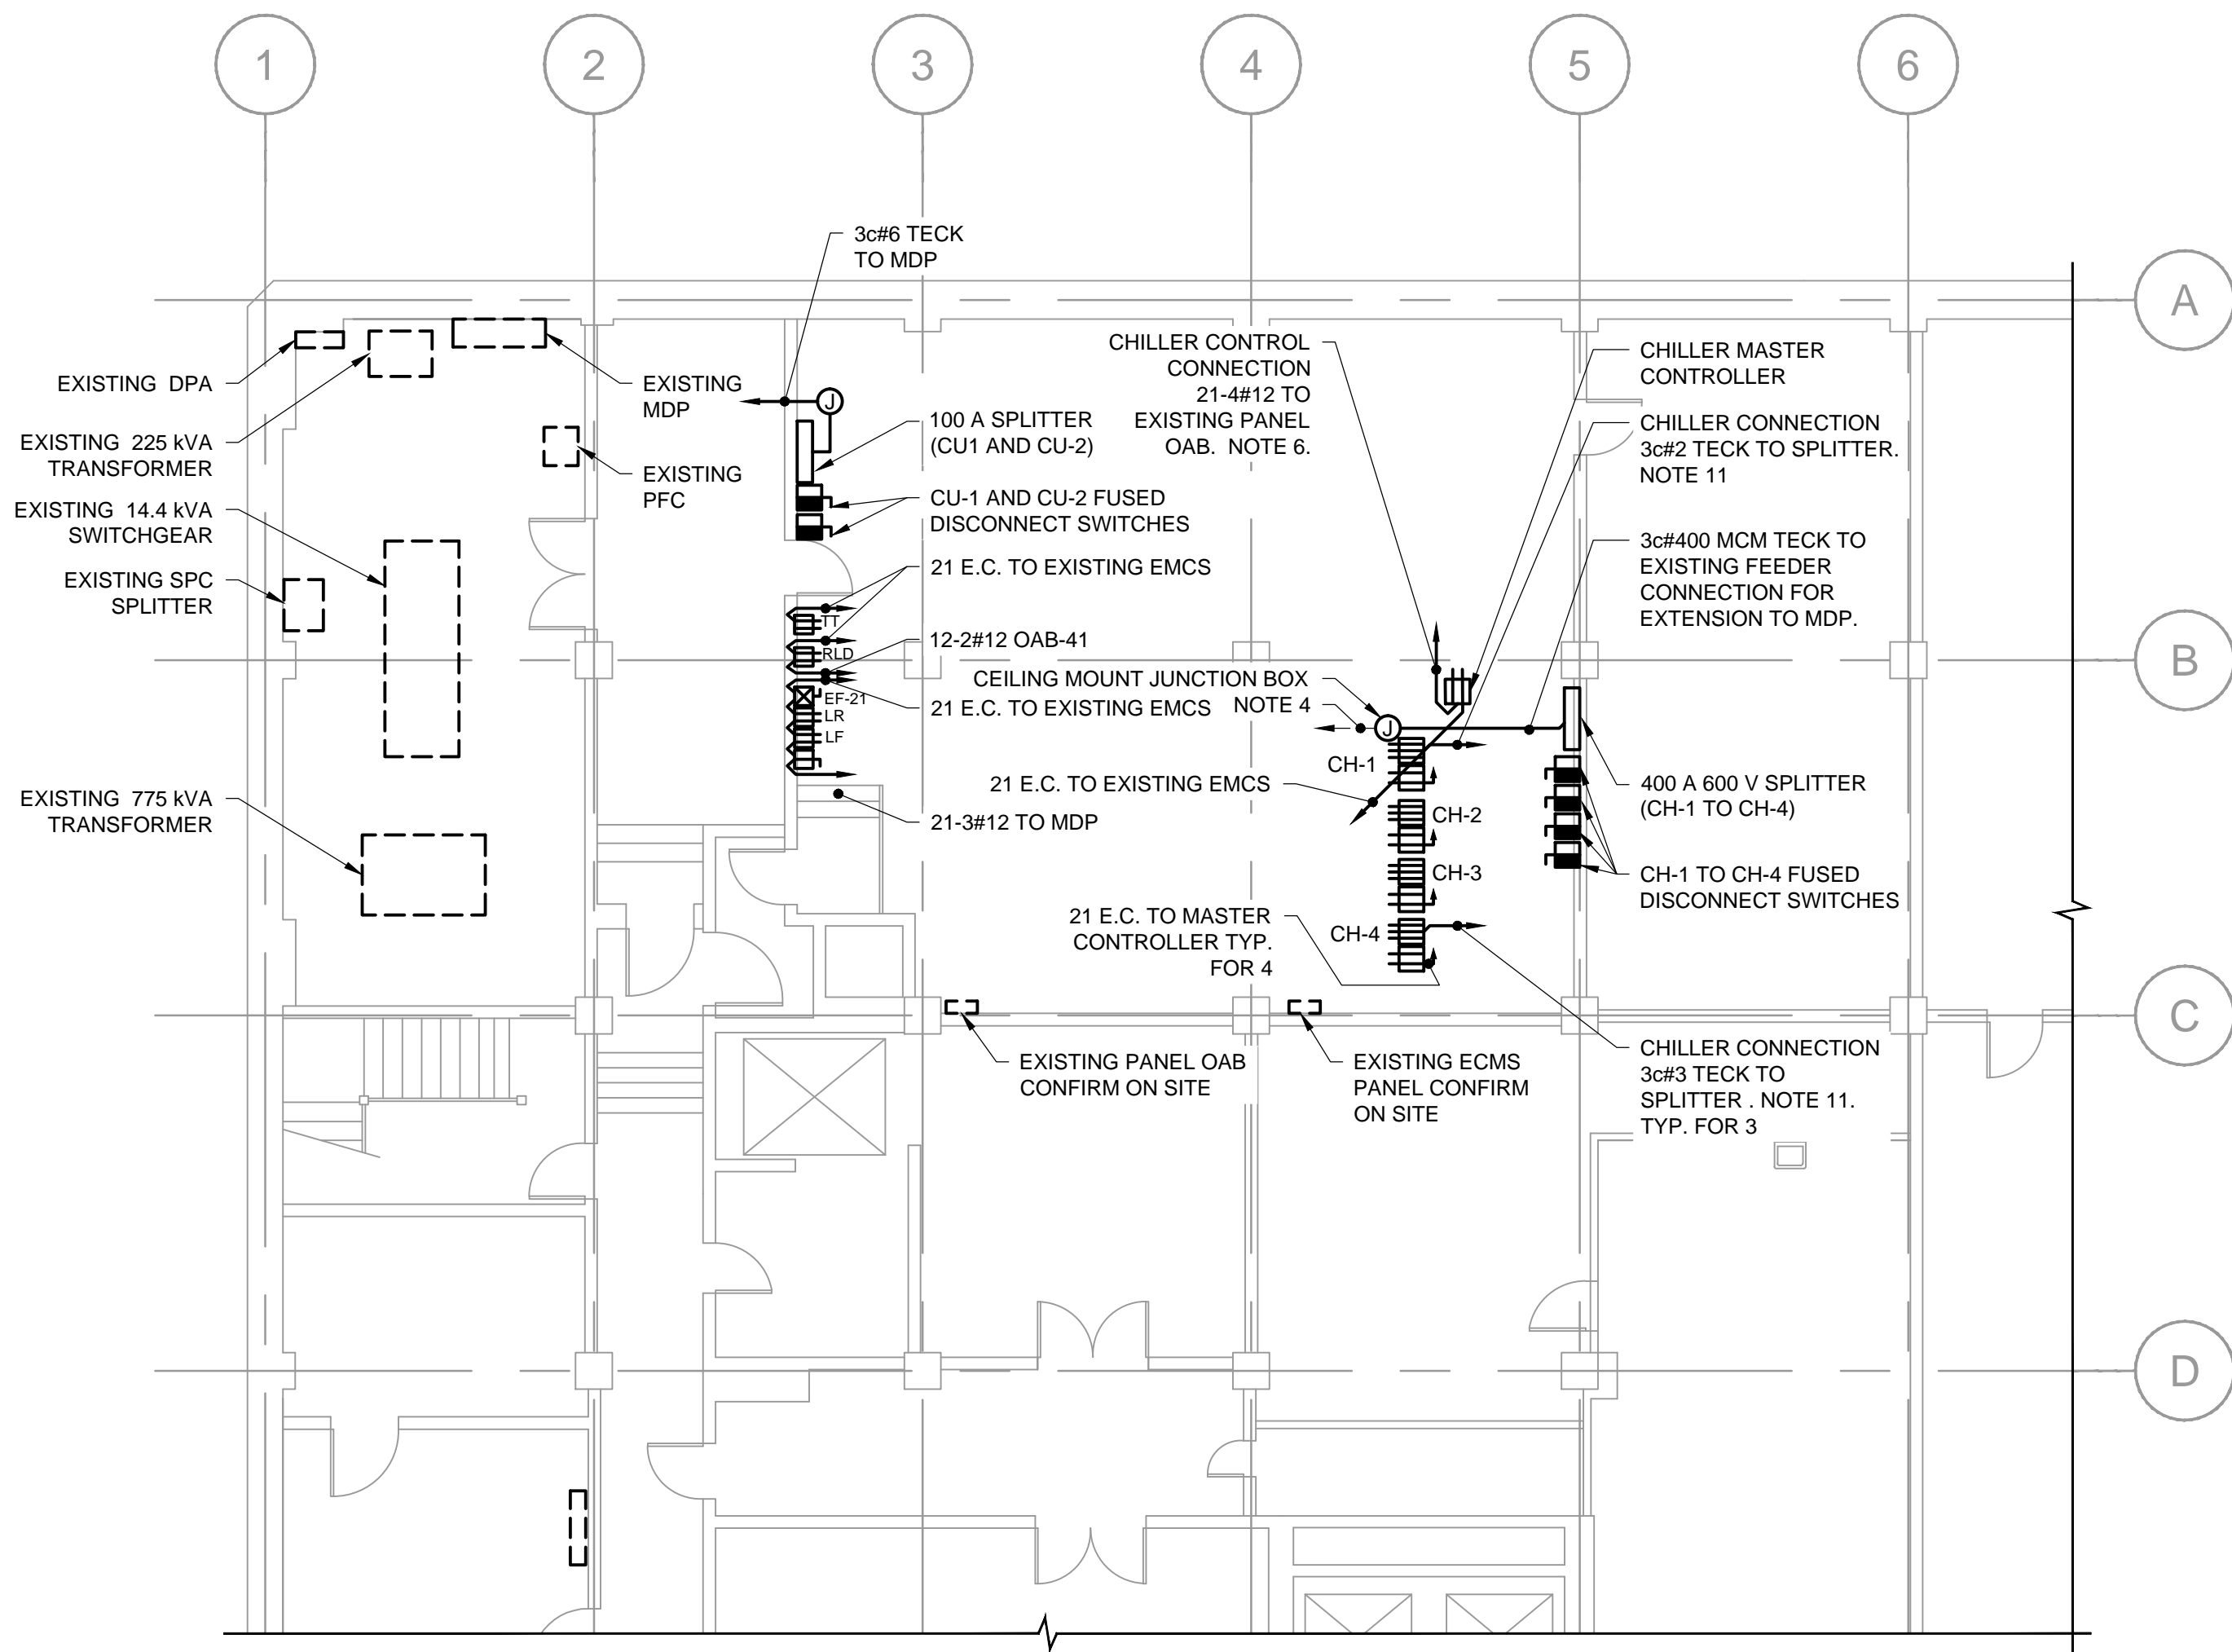 1
2
3
4
5
6
A
B
C
D
3c#6 TECK
TO MDP
EXISTING DPA
EXISTING 225 kVA
TRANSFORMER
EXISTING 14.4 kVA
SWITCHGEAR
EXISTING SPC
SPLITTER
EXISTING 775 kVA
TRANSFORMER
EXISTING
MDP
EXISTING
PFC
J
100 A SPLITTER
(CU1 AND CU-2)
CU-1 AND CU-2 FUSED
DISCONNECT SWITCHES
21 E.C. TO EXISTING EMCS
TT
RLD
12-2#12 OAB-41
EF-21
21 E.C. TO EXISTING EMCS
LR
LF
21-3#12 TO MDP
CHILLER CONTROL
CONNECTION
21-4#12 TO
EXISTING PANEL
OAB. NOTE 6.
CEILING MOUNT JUNCTION BOX
NOTE 4
J
21 E.C. TO EXISTING EMCS
CH-1
CH-2
CH-3
CH-4
21 E.C. TO MASTER
CONTROLLER TYP.
FOR 4
CHILLER MASTER
CONTROLLER
CHILLER CONNECTION
3c#2 TECK TO SPLITTER.
NOTE 11
3c#400 MCM TECK TO
EXISTING FEEDER
CONNECTION FOR
EXTENSION TO MDP.
400 A 600 V SPLITTER
(CH-1 TO CH-4)
CH-1 TO CH-4 FUSED
DISCONNECT SWITCHES
EXISTING PANEL OAB
CONFIRM ON SITE
EXISTING ECMS
PANEL CONFIRM
ON SITE
CHILLER CONNECTION
3c#3 TECK TO
SPLITTER . NOTE 11.
TYP. FOR 3